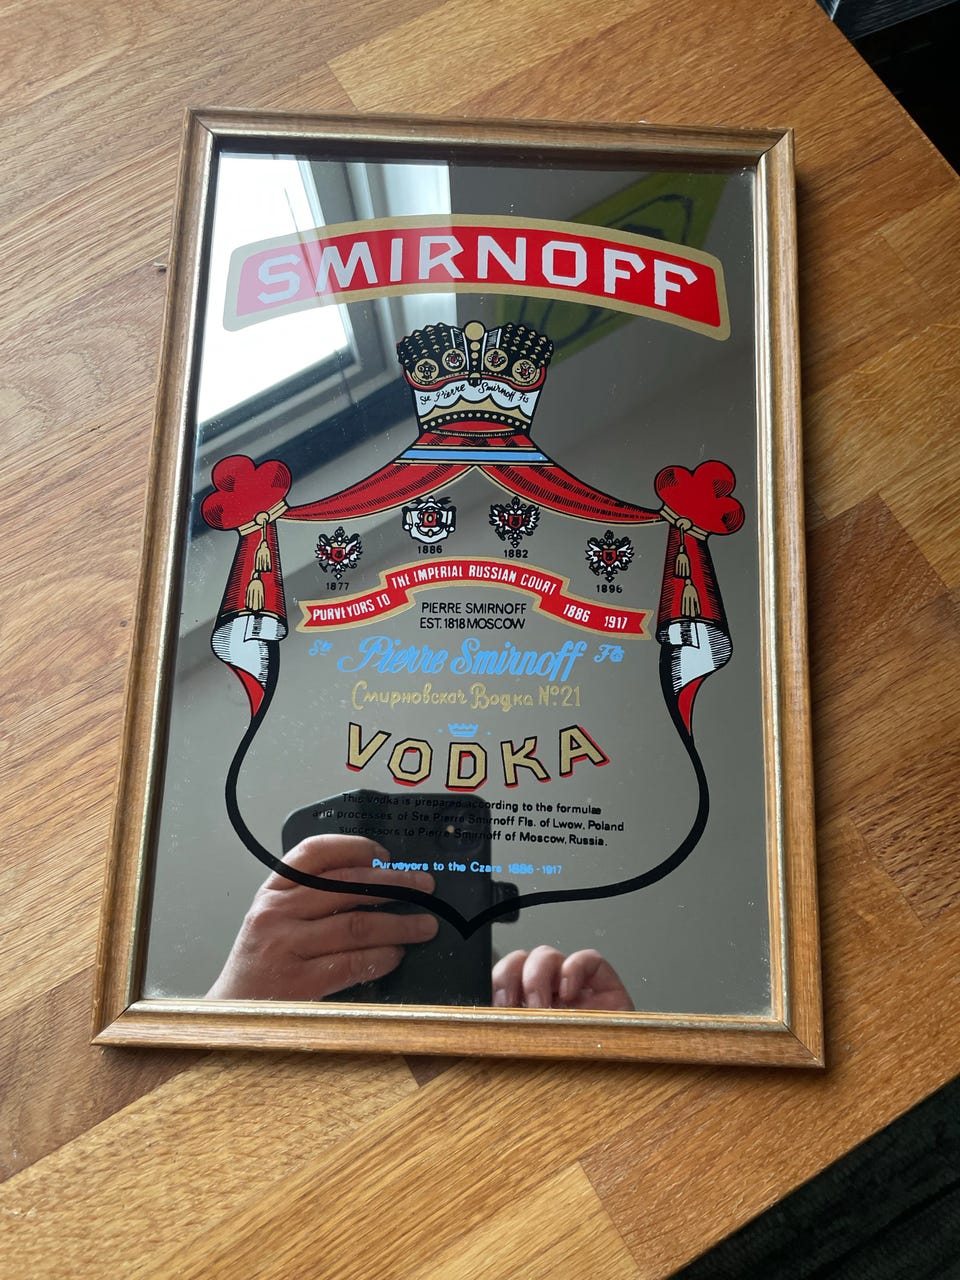 SMIRNOFF
Ste Pierre Smirnoff Fls
1877 1886 1882 1896
PURVEYORS TO THE IMPERIAL RUSSIAN COURT 1886 1917
PIERRE SMIRNOFF
EST. 1818 MOSCOW
Ste Pierre Smirnoff Fls
Смирновская Водка No. 21
VODKA
This Vodka is prepared according to the formulae
and processes of Ste Pierre Smirnoff Fls. of Lwow, Poland
successors to Pierre Smirnoff of Moscow, Russia.
Purveyors to the Czars 1886-1917